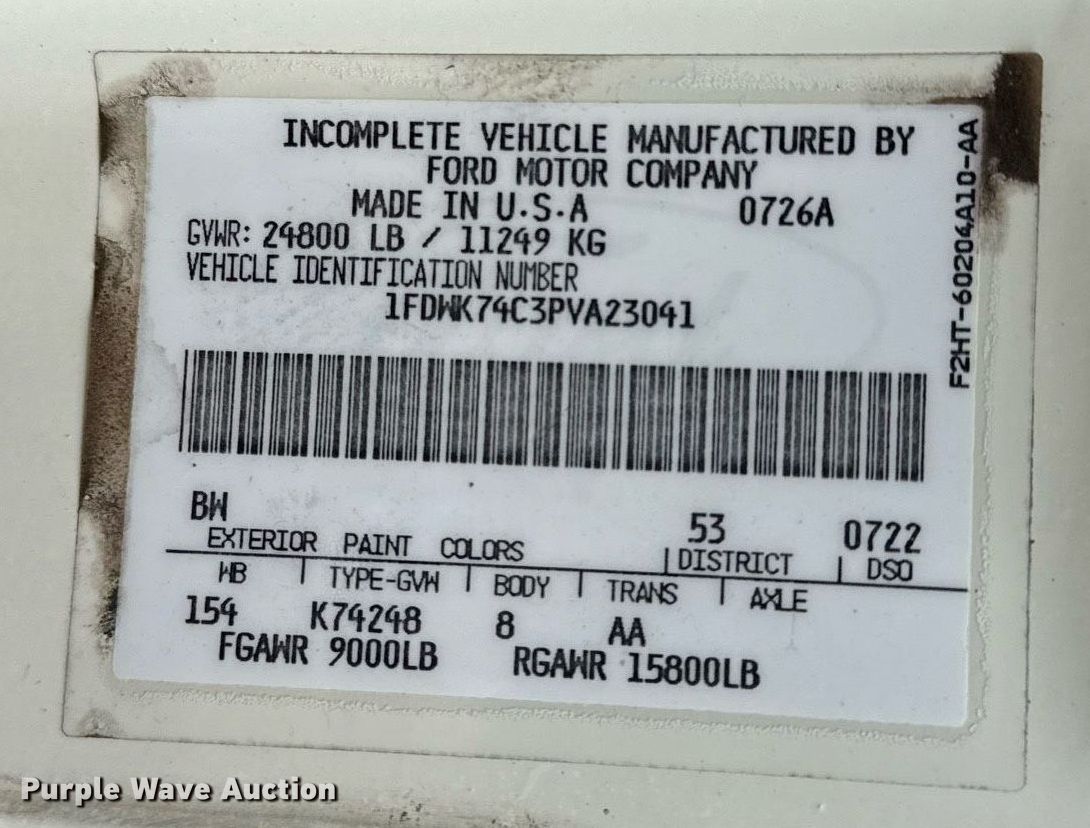 INCOMPLETE VEHICLE MANUFACTURED BY
FORD MOTOR COMPANY
MADE IN U.S.A 0726A
GVWR: 24800 LB / 11249 KG
VEHICLE IDENTIFICATION NUMBER
1FDWK74C3PVA23041
F2HT-60204A10-AA
BW 53 0722
EXTERIOR PAINT COLORS DISTRICT DSO
WB TYPE-GVW BODY TRANS AXLE
154 K74248 8 AA
FGAWR 9000LB RGAWR 15800LB
Purple Wave Auction